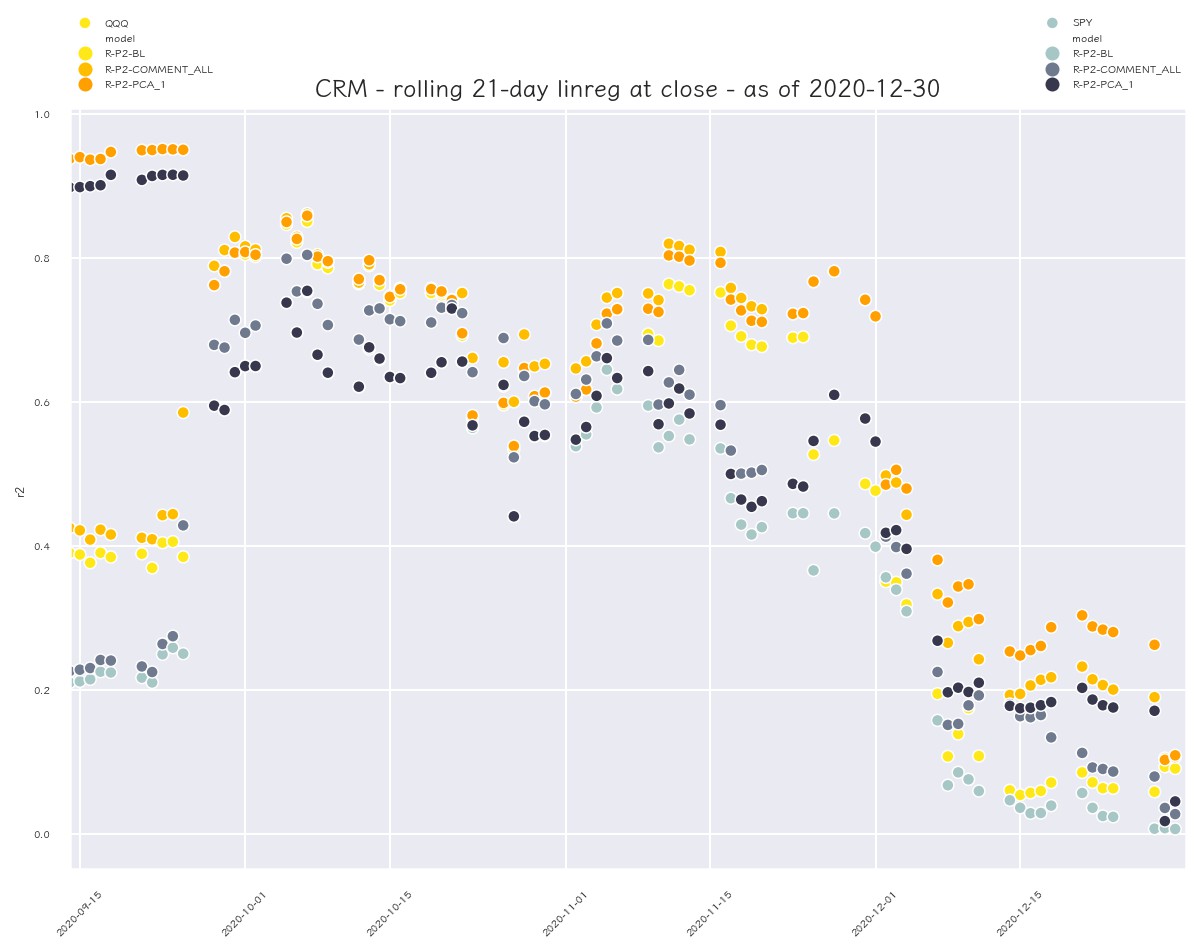 QQQ
model
R-P2-BL
R-P2-COMMENT_ALL
R-P2-PCA_1
SPY
model
R-P2-BL
R-P2-COMMENT_ALL
R-P2-PCA_1
CRM - rolling 21-day linreg at close - as of 2020-12-30
1.0
0.8
0.6
0.4
0.2
0.0
r2
2020-09-15
2020-10-01
2020-10-15
2020-11-01
2020-11-15
2020-12-01
2020-12-15